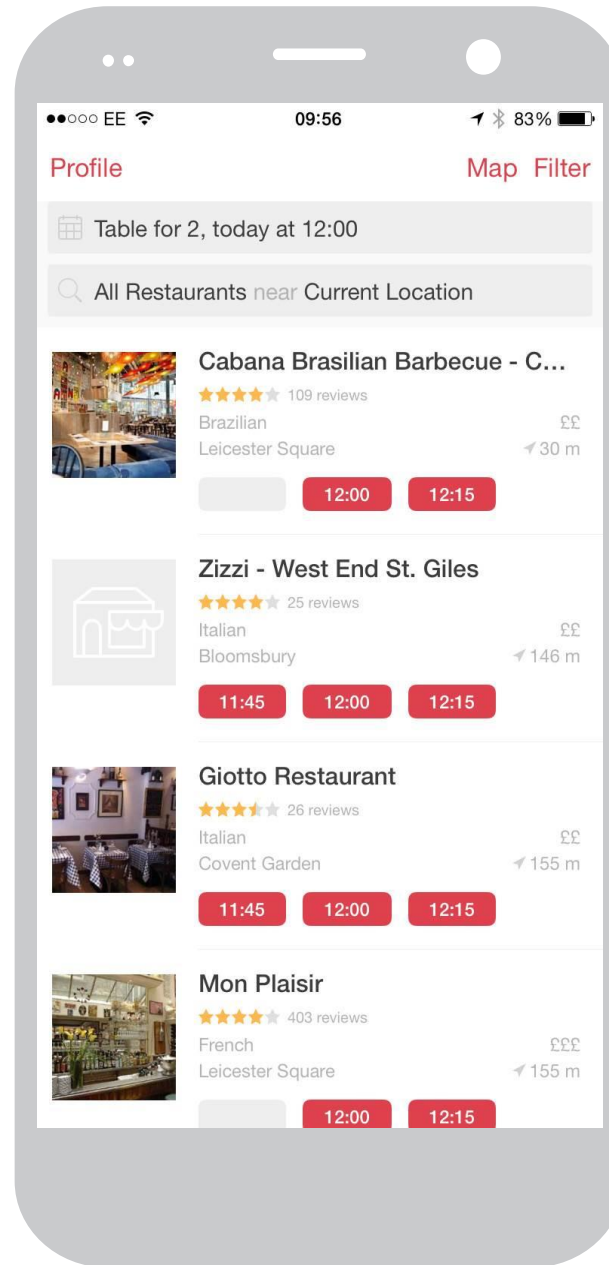 EE 09:56 83%
Profile Map Filter
Table for 2, today at 12:00
All Restaurants near Current Location
Cabana Brasilian Barbecue - C...
109 reviews
Brazilian ££
Leicester Square 30 m
12:00 12:15
Zizzi - West End St. Giles
25 reviews
Italian ££
Bloomsbury 146 m
11:45 12:00 12:15
Giotto Restaurant
26 reviews
Italian ££
Covent Garden 155 m
11:45 12:00 12:15
Mon Plaisir
403 reviews
French £££
Leicester Square 155 m
12:00 12:15